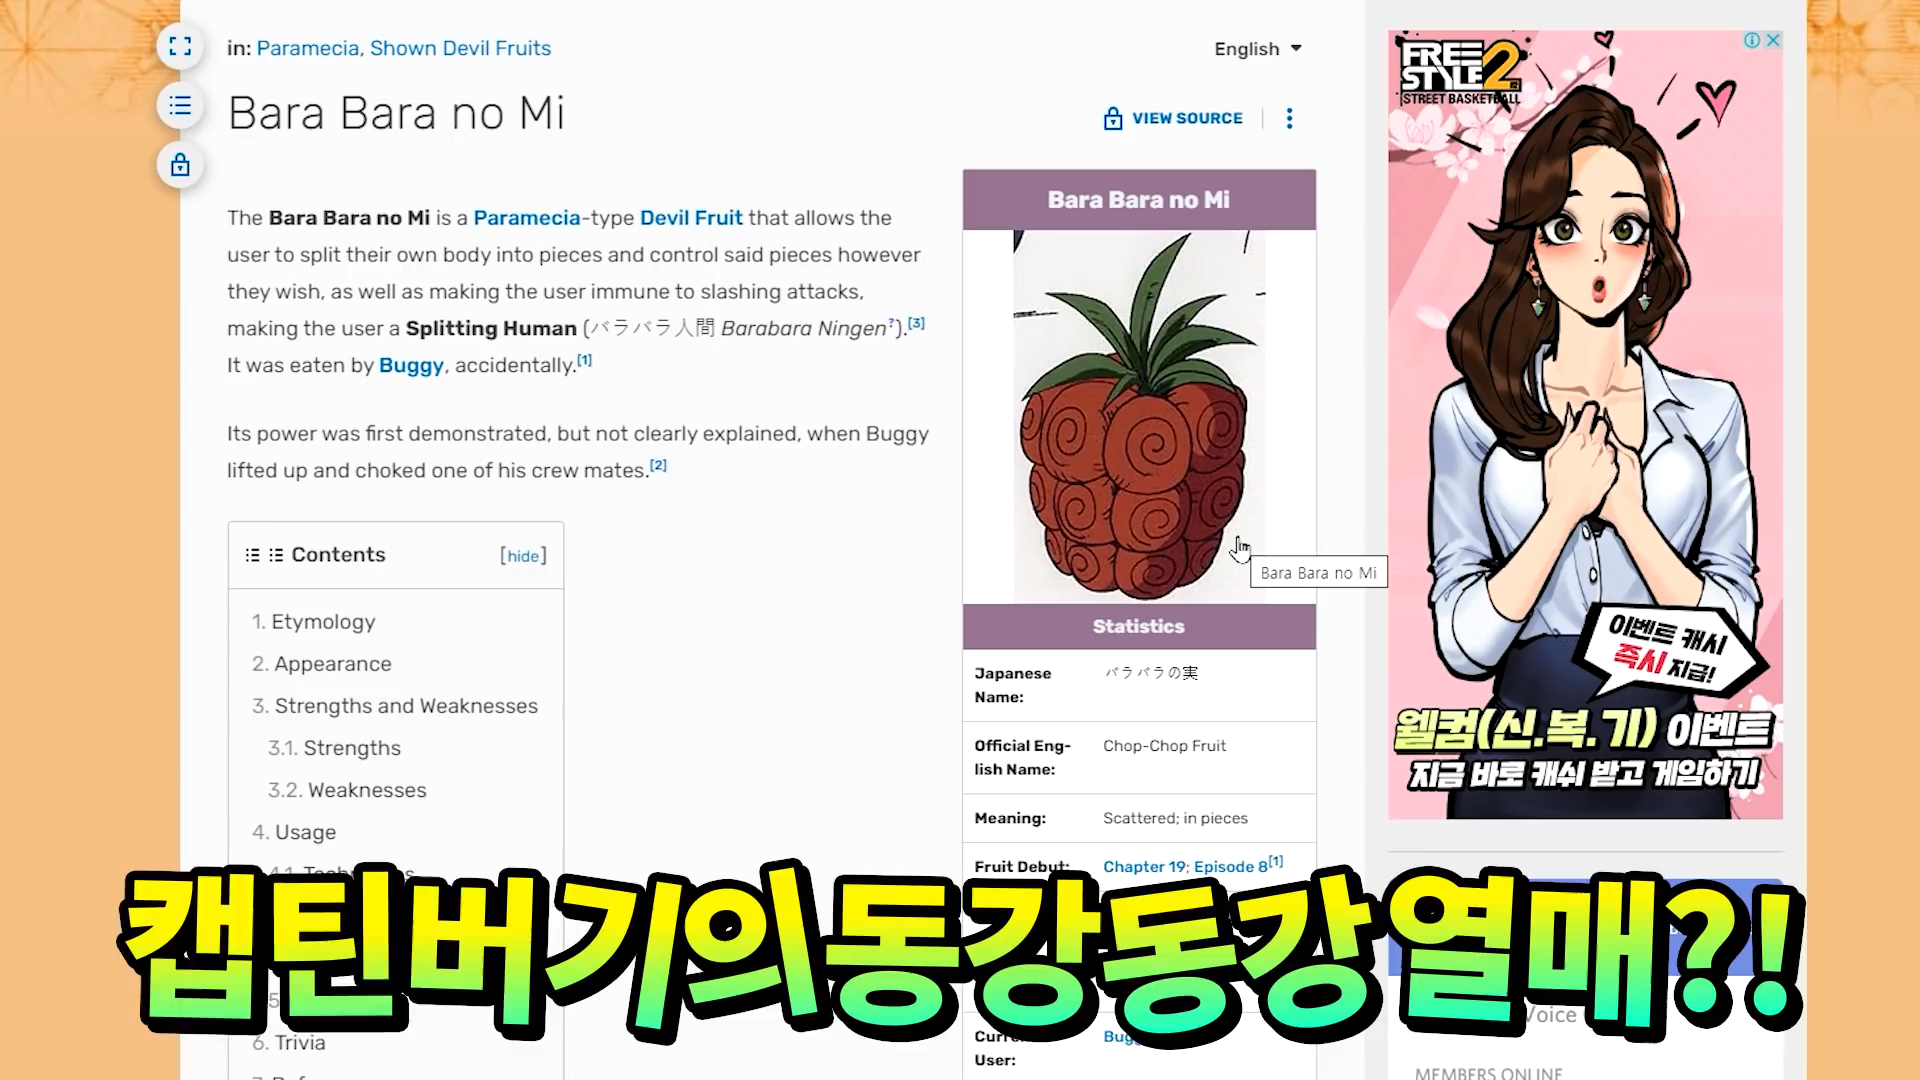 in: Paramecia, Shown Devil Fruits
English
Bara Bara no Mi
VIEW SOURCE
The Bara Bara no Mi is a Paramecia-type Devil Fruit that allows the
user to split their own body into pieces and control said pieces however
they wish, as well as making the user immune to slashing attacks,
making the user a Splitting Human (バラバラ人間 Barabara Ningen?).[3]
It was eaten by Buggy, accidentally.[1]
Its power was first demonstrated, but not clearly explained, when Buggy
lifted up and choked one of his crew mates.[2]
Contents [hide]
1. Etymology
2. Appearance
3. Strengths and Weaknesses
3.1. Strengths
3.2. Weaknesses
4. Usage
6. Trivia
Bara Bara no Mi
Bara Bara no Mi
Statistics
Japanese
Name:
バラバラの実
Official Eng-
lish Name:
Chop-Chop Fruit
Meaning: Scattered; in pieces
Fruit Debut: Chapter 19; Episode 8[1]
User:
FREE
STYLE 2
STREET BASKETBALL
이벤트 캐시
즉시 지급!
웰컴(신.복.기) 이벤트
지금 바로 캐쉬 받고 게임하기
Voice
MEMBERS ONLINE
캡틴버기의동강동강열매?!